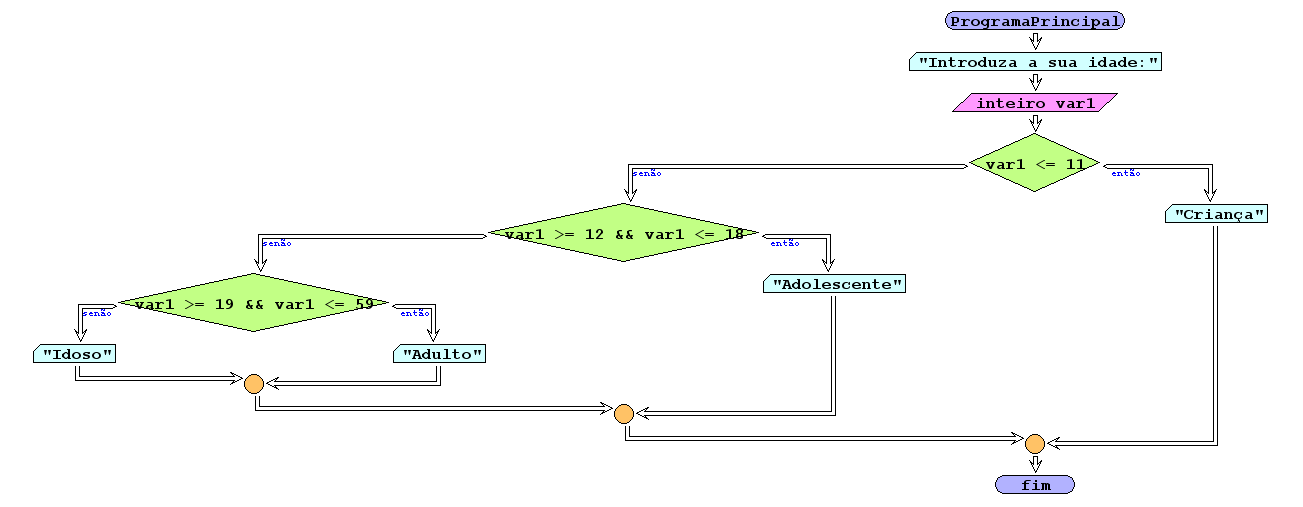 ProgramaPrincipal
"Introduza a sua idade:"
inteiro var1
var1 <= 11
senão
então
"Criança"
var1 >= 12 && var1 <= 18
senão
então
"Adolescente"
var1 >= 19 && var1 <= 59
senão
então
"Idoso"
"Adulto"
fim